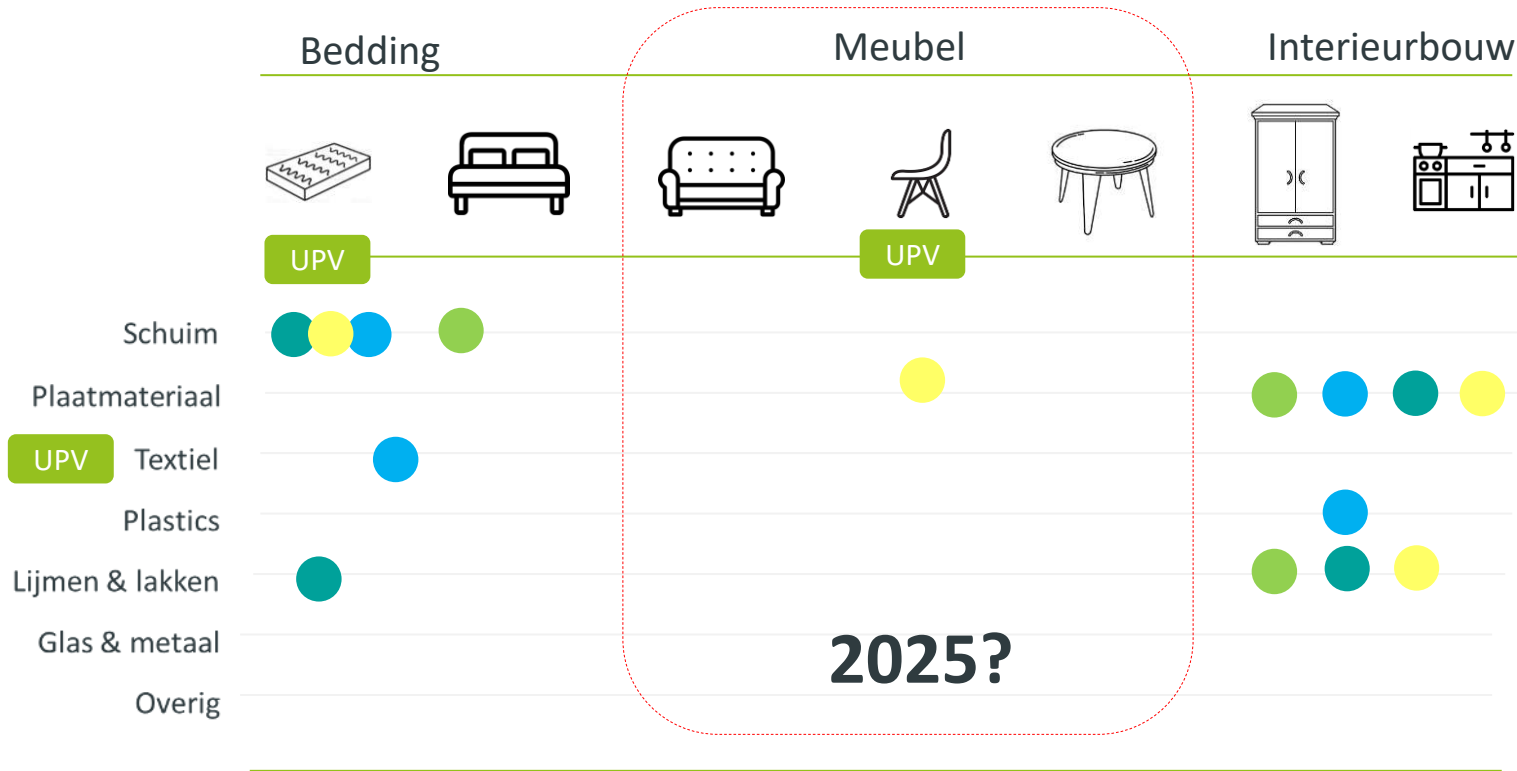 Bedding
Meubel
Interieurbouw
UPV
UPV
Schuim
Plaatmateriaal
UPV
Textiel
Plastics
Lijmen & lakken
Glas & metaal
2025?
Overig